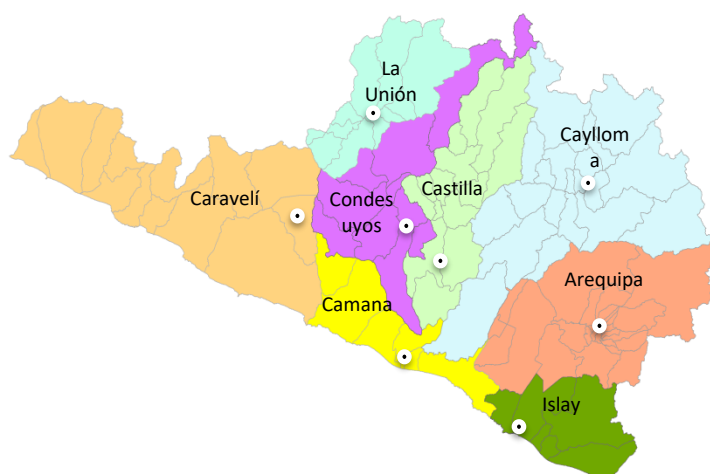 La
Unión
Cayllom
a
Caravelí
Condes
uyos
Castilla
Arequipa
Camana
Islay